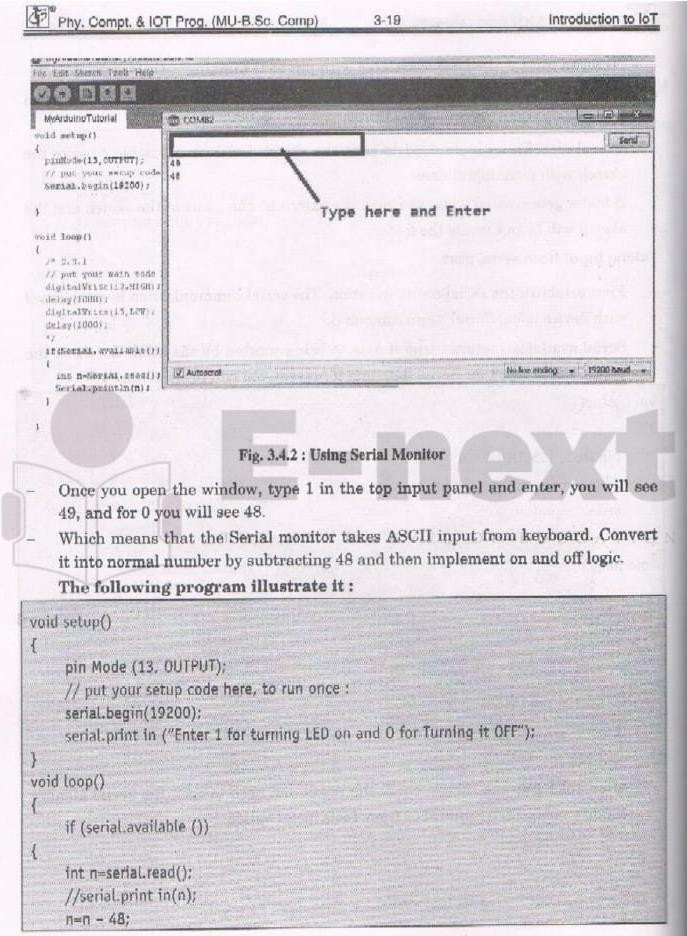 Phy. Compt. & IOT Prog. (MU-B.Sc. Comp) 3-19 Introduction to IoT
File Edit Sketch Tools Help
MyArduinoTutorial
COM82
void setup()
Send
{
49
pinMode(13,OUTPUT);
48
// put your setup code
Serial.begin(19200);
Type here and Enter
}
void loop()
{
/* 2.3.1
// put your main code
digitalWrite(13,HIGH);
delay(1000);
digitalWrite(13,LOW);
delay(1000);
*/
if(Serial.available())
{
int n=Serial.read();
Autoscroll No line ending 19200 baud
Serial.println(n);
}
}
E-next
Fig. 3.4.2 : Using Serial Monitor
– Once you open the window, type 1 in the top input panel and enter, you will see
49, and for 0 you will see 48.
– Which means that the Serial monitor takes ASCII input from keyboard. Convert
it into normal number by subtracting 48 and then implement on and off logic.
The following program illustrate it :
void setup()
{
pin Mode (13, OUTPUT);
// put your setup code here, to run once :
serial.begin(19200);
serial.print in ("Enter 1 for turning LED on and 0 for Turning it OFF");
}
void loop()
{
if (serial.available ())
{
int n=serial.read();
//serial.print in(n);
n=n – 48;